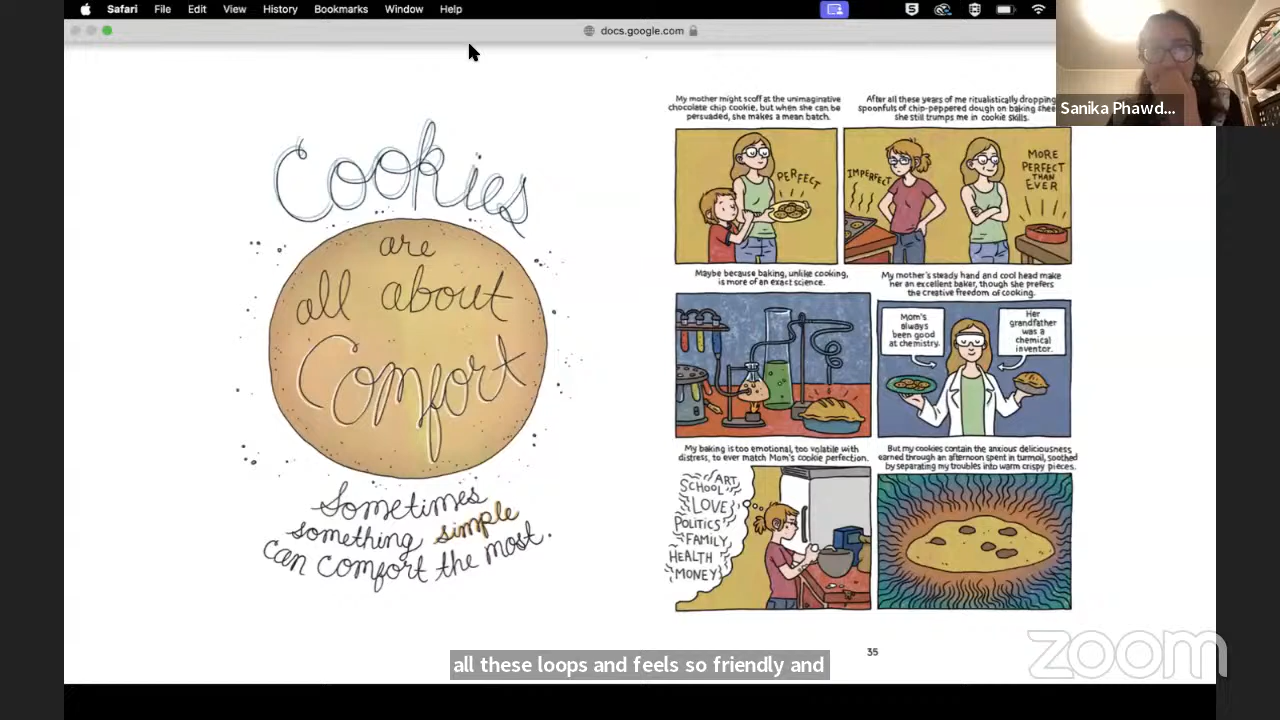 Safari File Edit View History Bookmarks Window Help
docs.google.com
Sanika Phawd...
Cookies
are
all about
Comfort
Sometimes
something simple
can comfort the most.
My mother might scoff at the unimaginative
chocolate chip cookie, but when she can be
persuaded, she makes a mean batch.
PERFECT
After all these years of me ritualistically dropping
spoonfuls of chip-peppered dough on baking
she still trumps me in cookie skills.
IMPERFECT
MORE
PERFECT
THAN
EVER
Maybe because baking, unlike cooking,
is more of an exact science.
My mother's steady hand and cool head make
her an excellent baker, though she prefers
the creative freedom of cooking.
Mom's
always
been good
at chemistry.
Her
grandfather
was a
chemical
inventor.
My baking is too emotional, too volatile with
distress, to ever match Mom's cookie perfection.
ART
SCHOOL
LOVE
POLITICS
FAMILY
HEALTH
MONEY
But my cookies contain the anxious deliciousness
earned through an afternoon spent in turmoil, soothed
by separating my troubles into warm crispy pieces.
35
all these loops and feels so friendly and
zoom